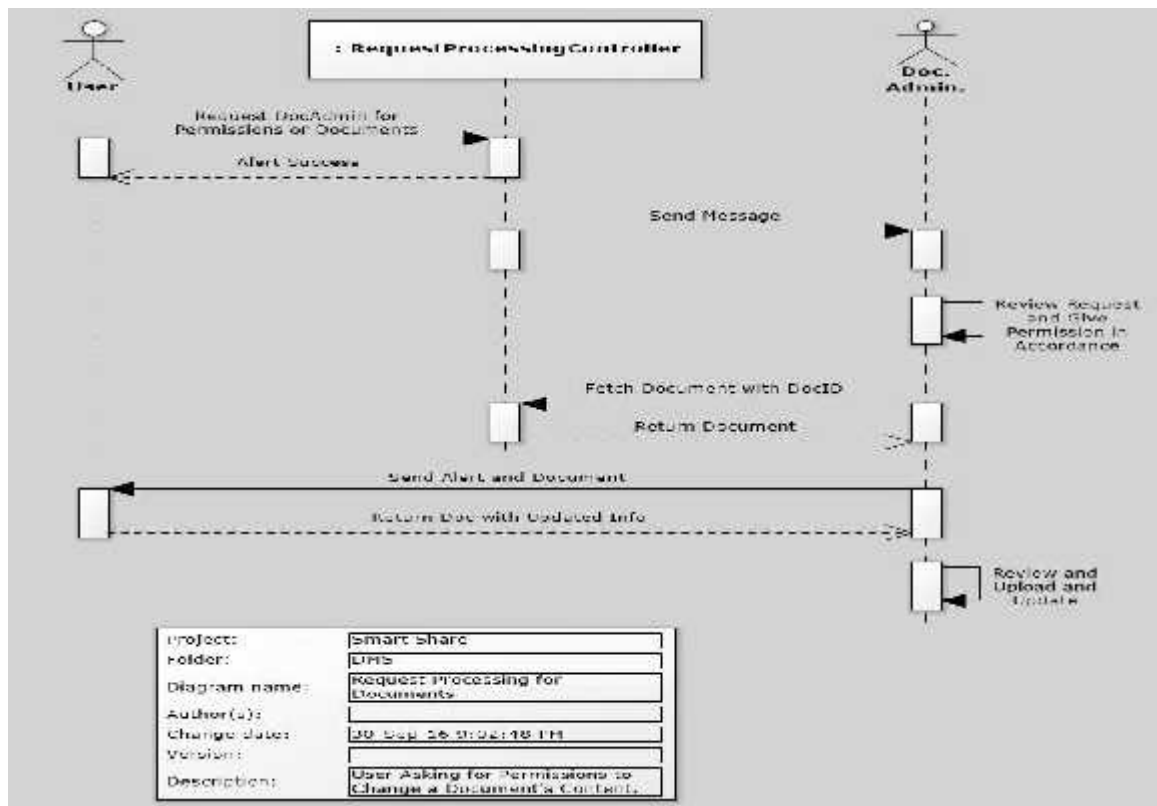 User
: RequestProcessingController
Doc.
Admin.
Request DocAdmin for
Permissions or Documents
Alert Success
Send Message
Review Request
and Give
Permission in
Accordance
Fetch Document with DocID
Return Document
Send Alert and Document
Return Doc with Updated Info
Review and
Upload and
Update
Project: Smart Share
Folder: DMS
Diagram name: Request Processing for
Documents
Author(s):
Change date: 30 Sep 16 9:02:48 PM
Version:
Description: User Asking for Permissions to
Change a Document's Content.